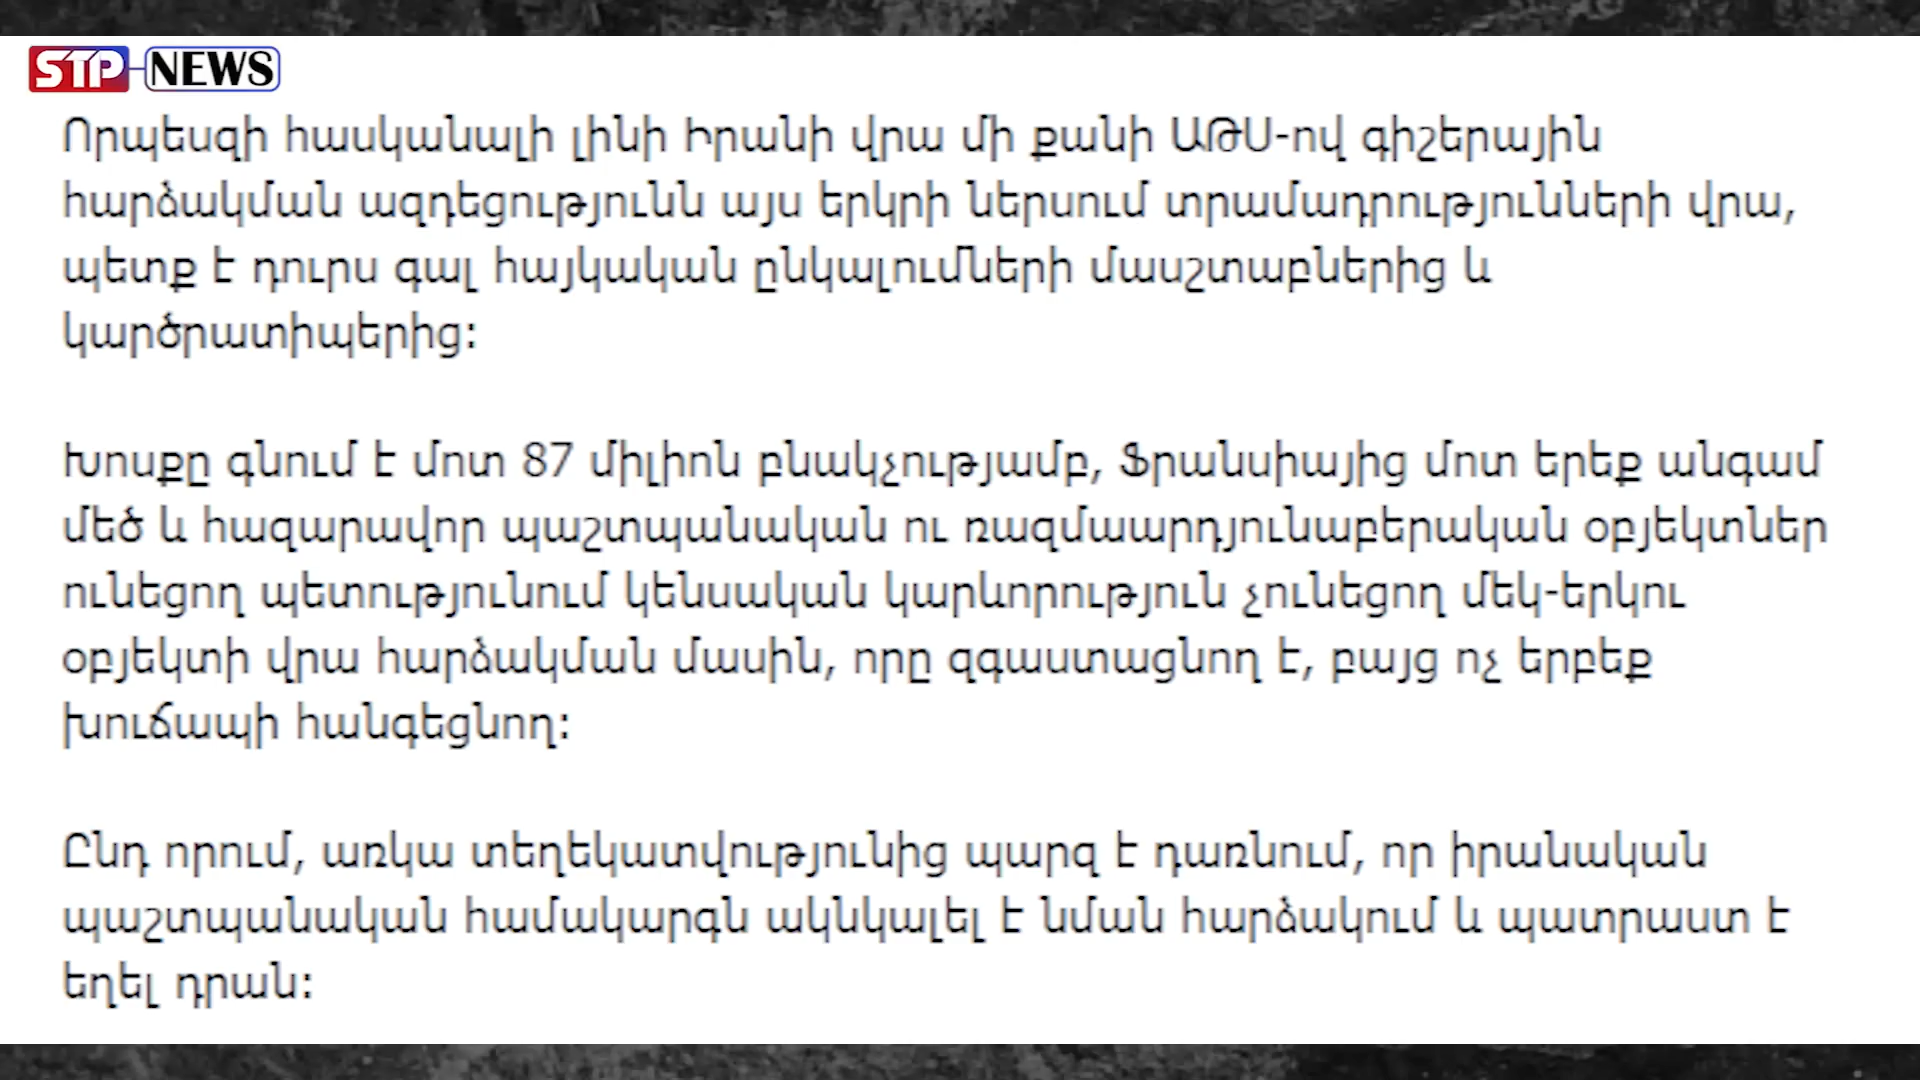 STP NEWS
Որպեսզի հասկանալի լինի Իրանի վրա մի քանի ԱԹՍ-ով գիշերային
հարձակման ազդեցությունն այս երկրի ներսում տրամադրությունների վրա,
պետք է դուրս գալ հայկական ընկալումների մասշտաբներից և
կարծրատիպերից:
Խոսքը գնում է մոտ 87 միլիոն բնակչությամբ, Ֆրանսիայից մոտ երեք անգամ
մեծ և հազարավոր պաշտպանական ու ռազմաարդյունաբերական օբյեկտներ
ունեցող պետությունում կենսական կարևորություն չունեցող մեկ-երկու
օբյեկտի վրա հարձակման մասին, որը զգաստացնող է, բայց ոչ երբեք
խուճապի հանգեցնող:
Ընդ որում, առկա տեղեկատվությունից պարզ է դառնում, որ իրանական
պաշտպանական համակարգն ակնկալել է նման հարձակում և պատրաստ է
եղել դրան: